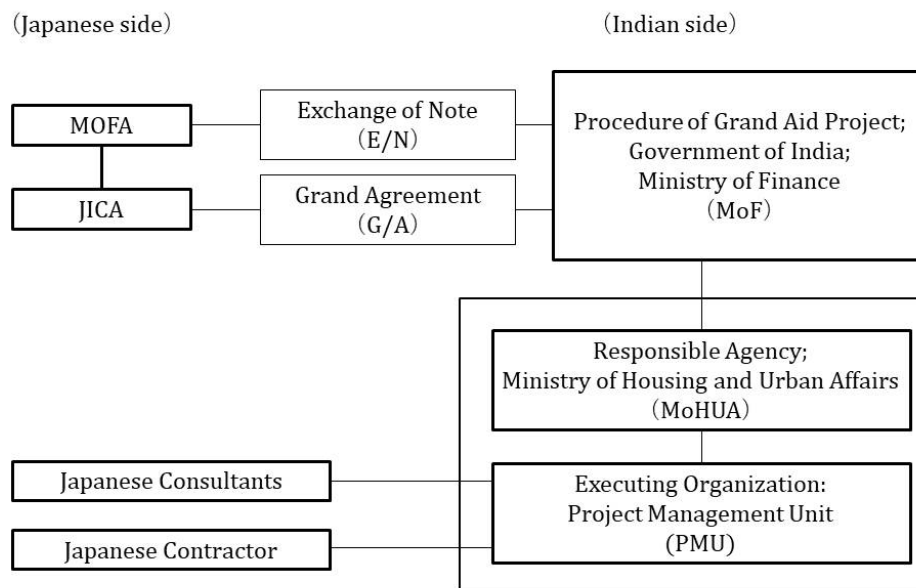 （Japanese side）
（Indian side）
MOFA
Exchange of Note
（E/N）
Procedure of Grand Aid Project;
Government of India;
Ministry of Finance
（MoF）
JICA
Grand Agreement
（G/A）
Responsible Agency;
Ministry of Housing and Urban Affairs
（MoHUA）
Japanese Consultants
Japanese Contractor
Executing Organization:
Project Management Unit
(PMU)